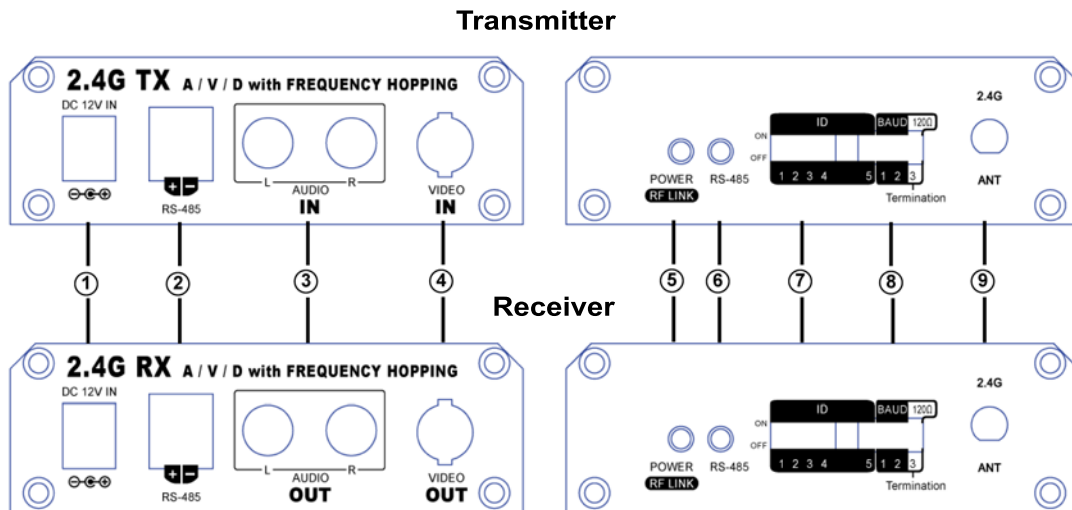 Transmitter
2.4G TX A / V / D with FREQUENCY HOPPING
DC 12V IN
+ −
RS-485
L AUDIO R
IN
VIDEO
IN
2.4G
ID BAUD 120Ω
ON
OFF
1 2 3 4 5 1 2 3
POWER RS-485
RF LINK
Termination
ANT
1 2 3 4 5 6 7 8 9
Receiver
2.4G RX A / V / D with FREQUENCY HOPPING
DC 12V IN
+ −
RS-485
L AUDIO R
OUT
VIDEO
OUT
2.4G
ID BAUD 120Ω
ON
OFF
1 2 3 4 5 1 2 3
POWER RS-485
RF LINK
Termination
ANT